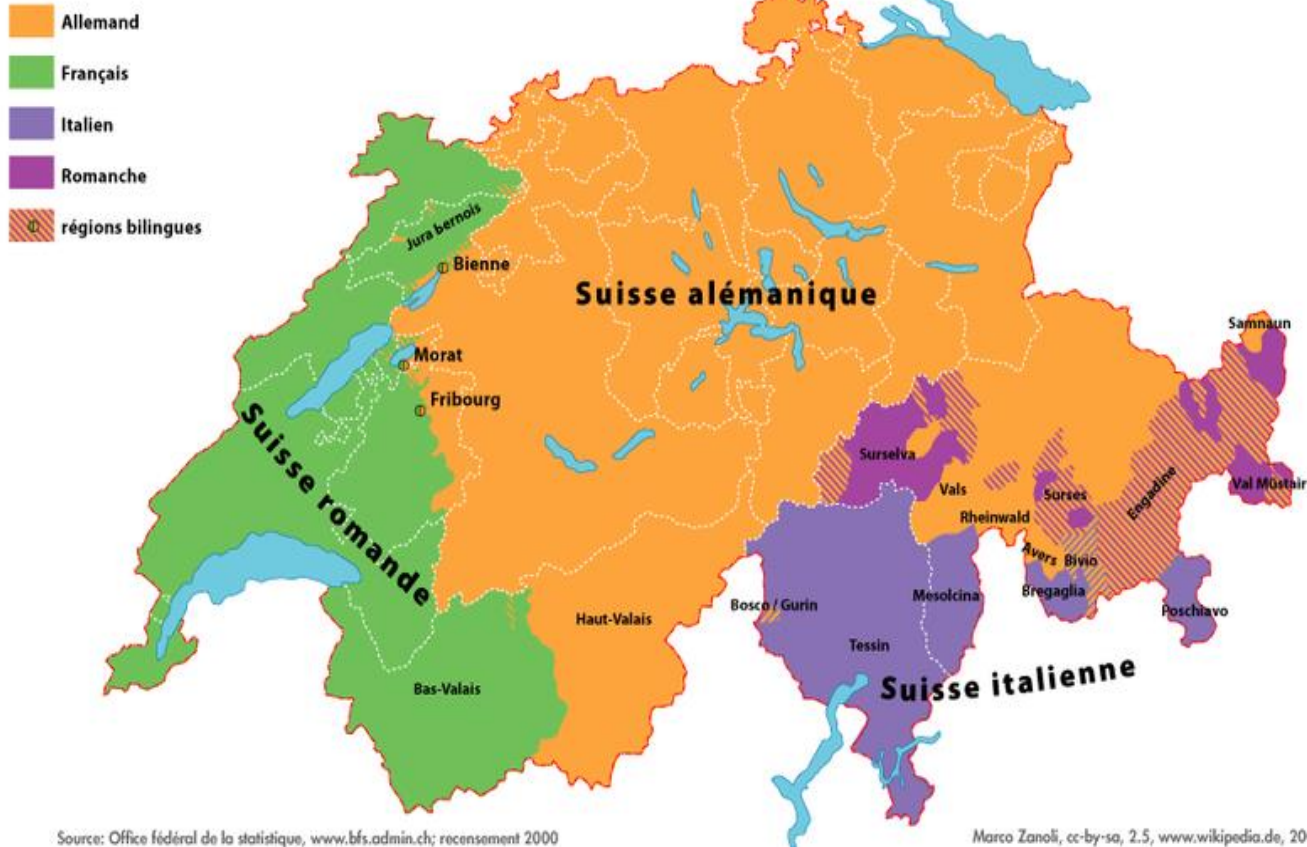 Allemand
Français
Italien
Romanche
régions bilingues
Jura bernois
Bienne
Suisse alémanique
Samnaun
Morat
Fribourg
Suisse romande
Surselva
Vals
Surses
Engadine
Val Müstair
Rheinwald
Avers
Bivio
Bregaglia
Mesolcina
Bosco / Gurin
Poschiavo
Haut-Valais
Tessin
Bas-Valais
Suisse italienne
Source: Office fédéral de la statistique, www.bfs.admin.ch; recensement 2000
Marco Zanoli, cc-by-sa, 2.5, www.wikipedia.de, 20